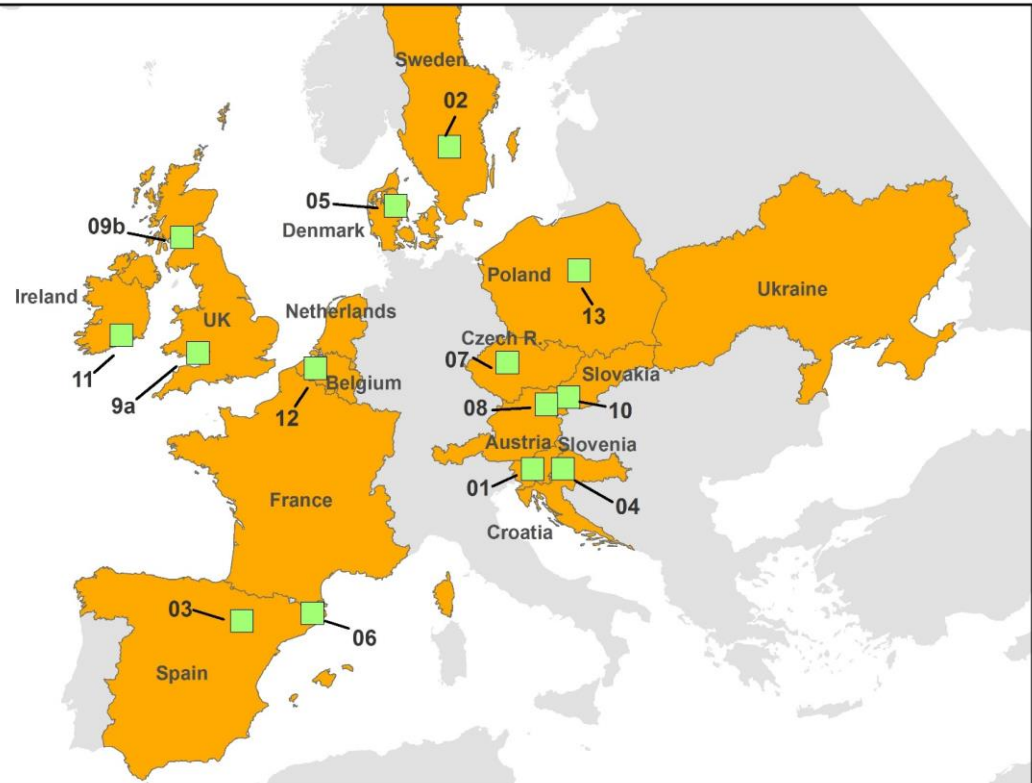 Sweden
02
05
Denmark
09b
Ireland
UK
Netherlands
Poland
13
Ukraine
11
9a
12
Belgium
Czech R.
07
Slovakia
08
10
Austria
Slovenia
01
04
Croatia
France
03
06
Spain